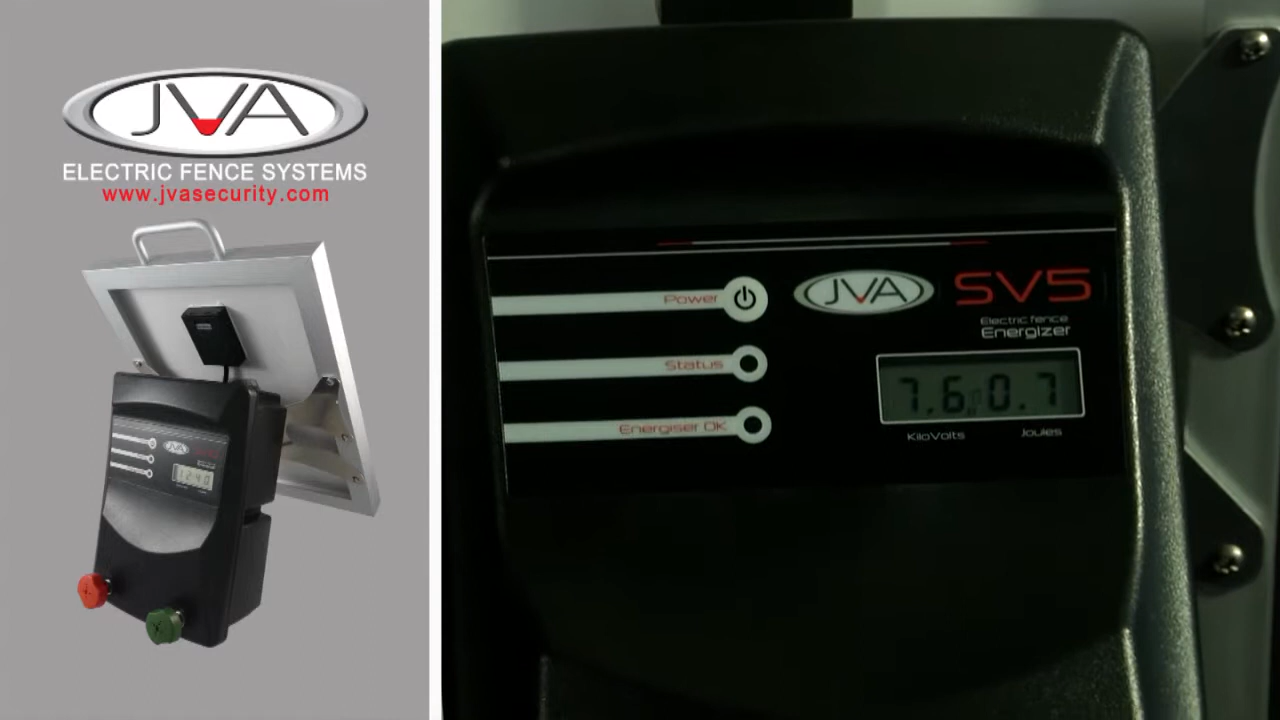 JVA
ELECTRIC FENCE SYSTEMS
www.jvasecurity.com
JVA
Power
Status
Energiser OK
JVA SV5
Electric fence
Energizer
7.6 0.7
KiloVolts Joules